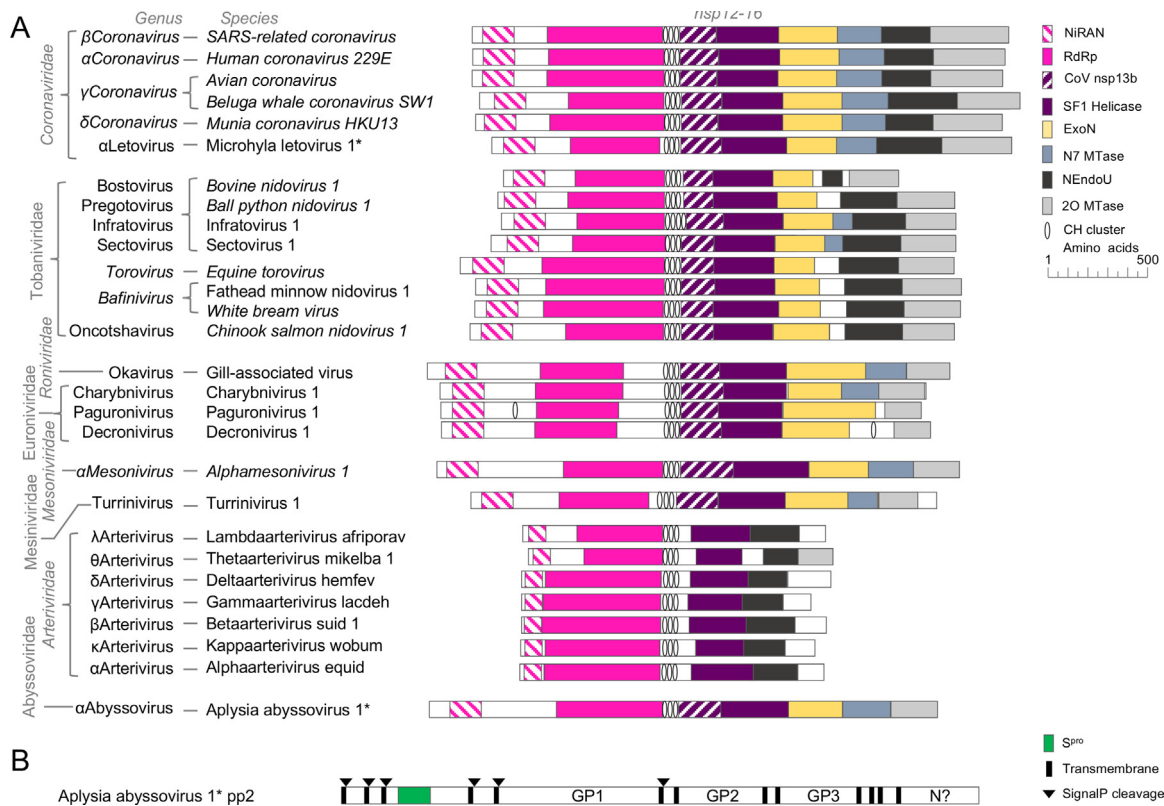 Genus Species nsp12-16
A
Coronaviridae
βCoronavirus SARS-related coronavirus
αCoronavirus Human coronavirus 229E
γCoronavirus Avian coronavirus
Beluga whale coronavirus SW1
δCoronavirus Munia coronavirus HKU13
αLetovirus Microhyla letovirus 1*
Tobaniviridae
Bostovirus Bovine nidovirus 1
Pregotovirus Ball python nidovirus 1
Infratovirus Infratovirus 1
Sectovirus Sectovirus 1
Torovirus Equine torovirus
Bafinivirus Fathead minnow nidovirus 1
White bream virus
Oncotshavirus Chinook salmon nidovirus 1
Roniviridae
Okavirus Gill-associated virus
Euroniviridae
Charybnivirus Charybnivirus 1
Paguronivirus Paguronivirus 1
Decronivirus Decronivirus 1
Mesoniviridae
αMesonivirus Alphamesonivirus 1
Mesiniviridae
Turrinivirus Turrinivirus 1
Arteriviridae
λArterivirus Lambdaarterivirus afriporav
θArterivirus Thetaarterivirus mikelba 1
δArterivirus Deltaarterivirus hemfev
γArterivirus Gammaarterivirus lacdeh
βArterivirus Betaarterivirus suid 1
κArterivirus Kappaarterivirus wobum
αArterivirus Alphaarterivirus equid
Abyssoviridae
αAbyssovirus Aplysia abyssovirus 1*
NiRAN
RdRp
CoV nsp13b
SF1 Helicase
ExoN
N7 MTase
NEndoU
2O MTase
CH cluster
Amino acids
1 500
B
Aplysia abyssovirus 1* pp2 GP1 GP2 GP3 N?
Spro
Transmembrane
SignalP cleavage